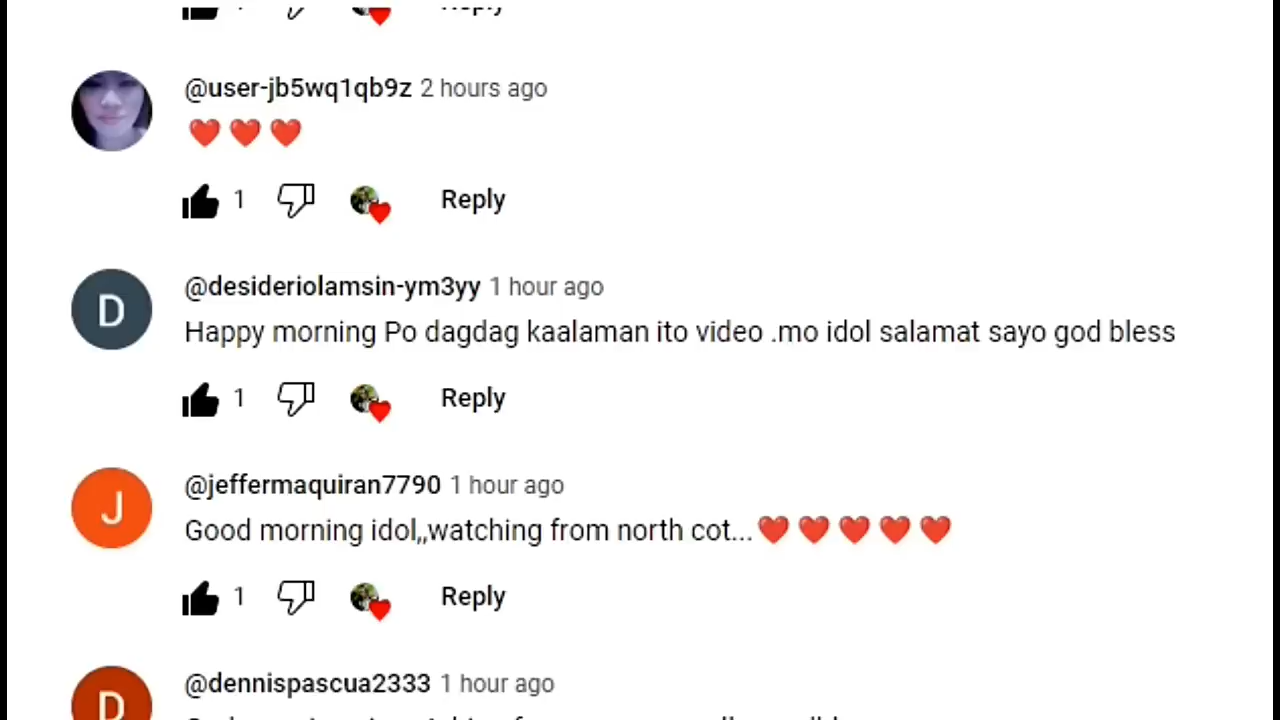 Reply
@user-jb5wq1qb9z 2 hours ago
❤️ ❤️ ❤️
1 Reply
@desideriolamsin-ym3yy 1 hour ago
Happy morning Po dagdag kaalaman ito video .mo idol salamat sayo god bless
D
1 Reply
@jeffermaquiran7790 1 hour ago
Good morning idol,,watching from north cot...❤️ ❤️ ❤️ ❤️ ❤️
J
1 Reply
@dennispascua2333 1 hour ago
D